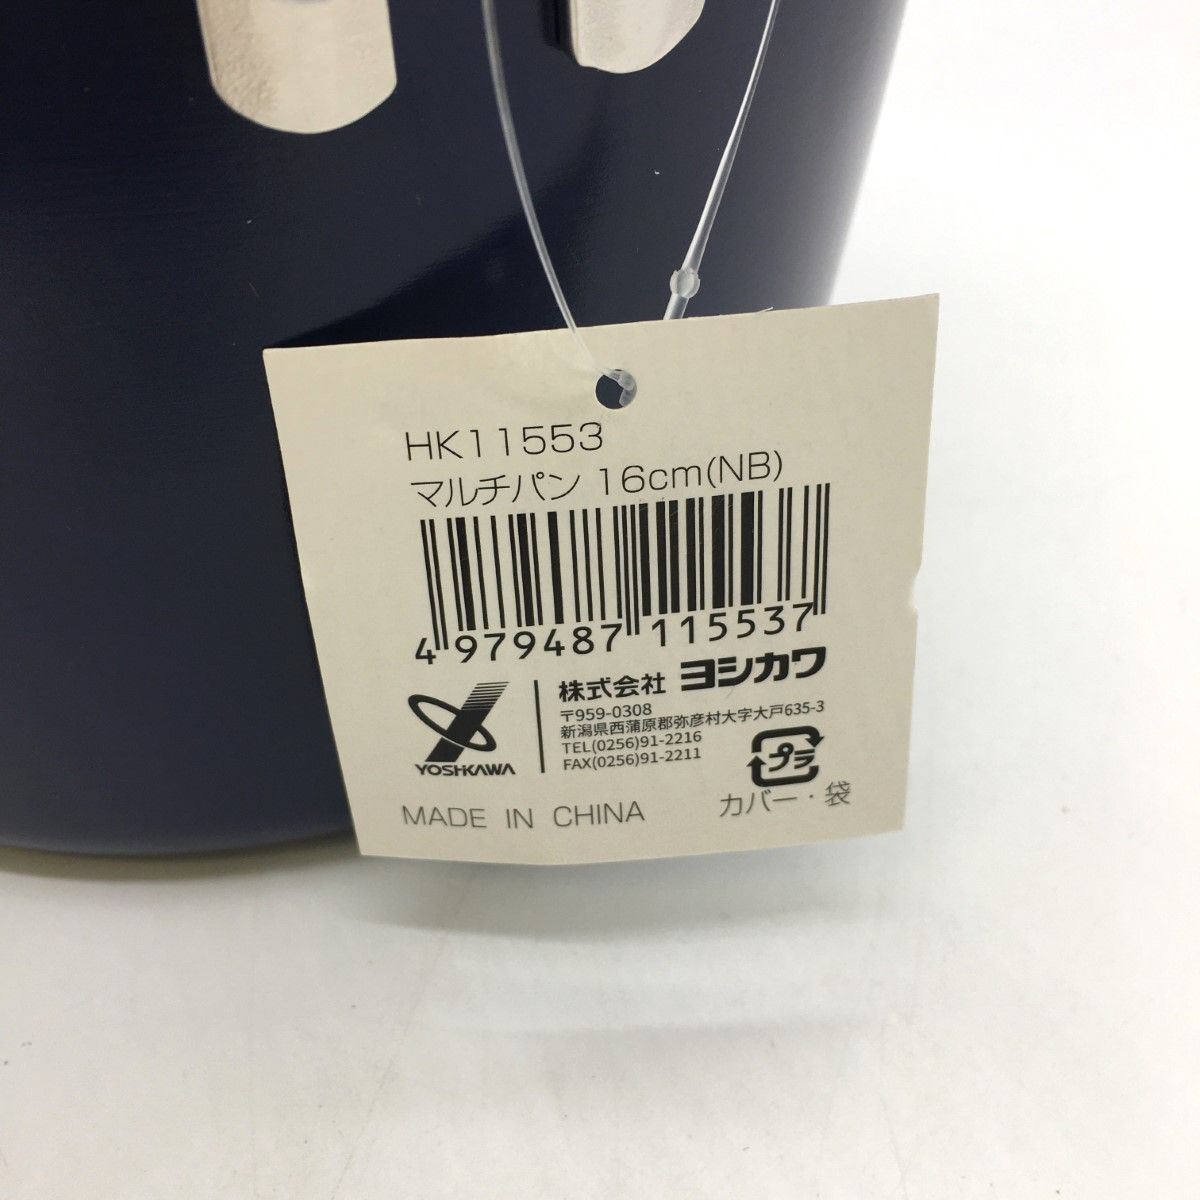 HK11553
マルチパン 16cm(NB)
4 979487 115537
YOSHIKAWA
株式会社 ヨシカワ
〒959-0308
新潟県西蒲原郡弥彦村大字大戸635-3
TEL(0256)91-2216
FAX(0256)91-2211
プラ
カバー・袋
MADE IN CHINA